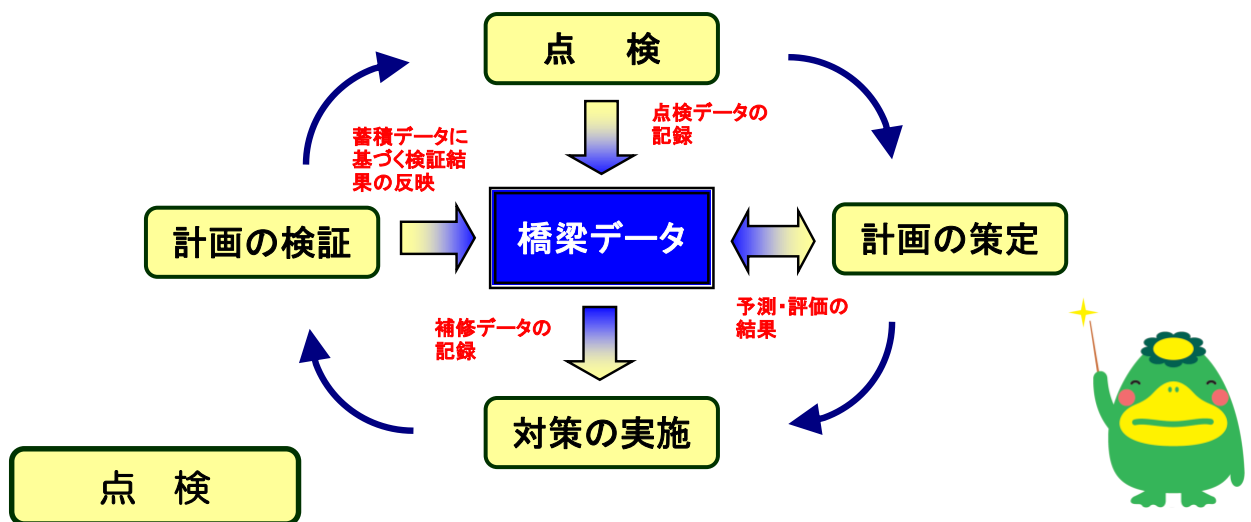 点　検
点検データの
記録
蓄積データに
基づく検証結
果の反映
計画の検証
橋梁データ
計画の策定
予測・評価の
結果
補修データの
記録
対策の実施
点　検